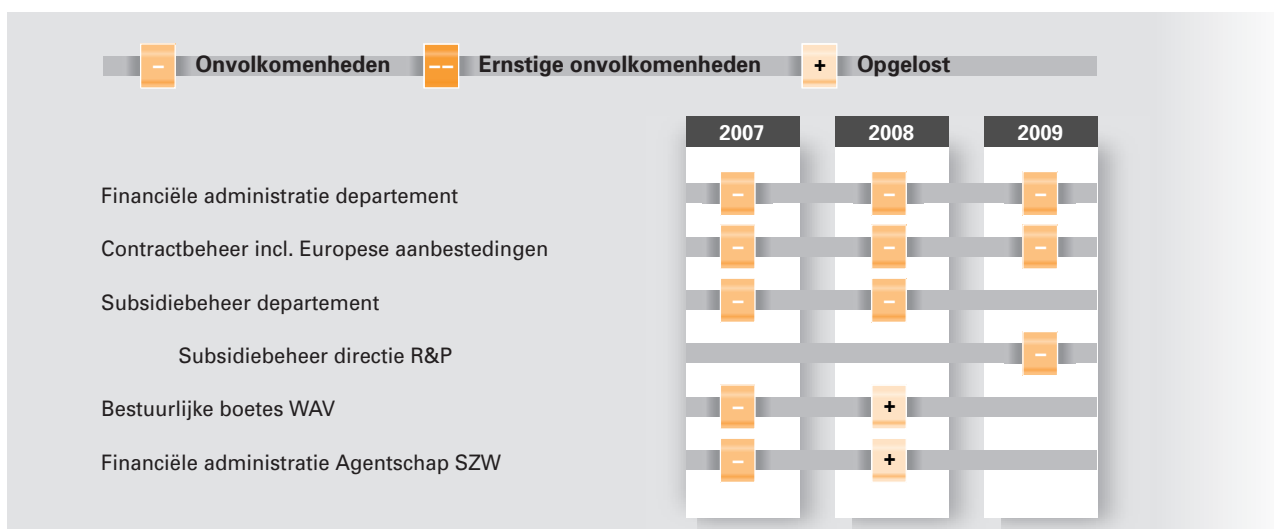 – Onvolkomenheden –– Ernstige onvolkomenheden + Opgelost
2007 2008 2009
Financiële administratie departement – – –
Contractbeheer incl. Europese aanbestedingen – – –
Subsidiebeheer departement – –
Subsidiebeheer directie R&P –
Bestuurlijke boetes WAV – +
Financiële administratie Agentschap SZW – +